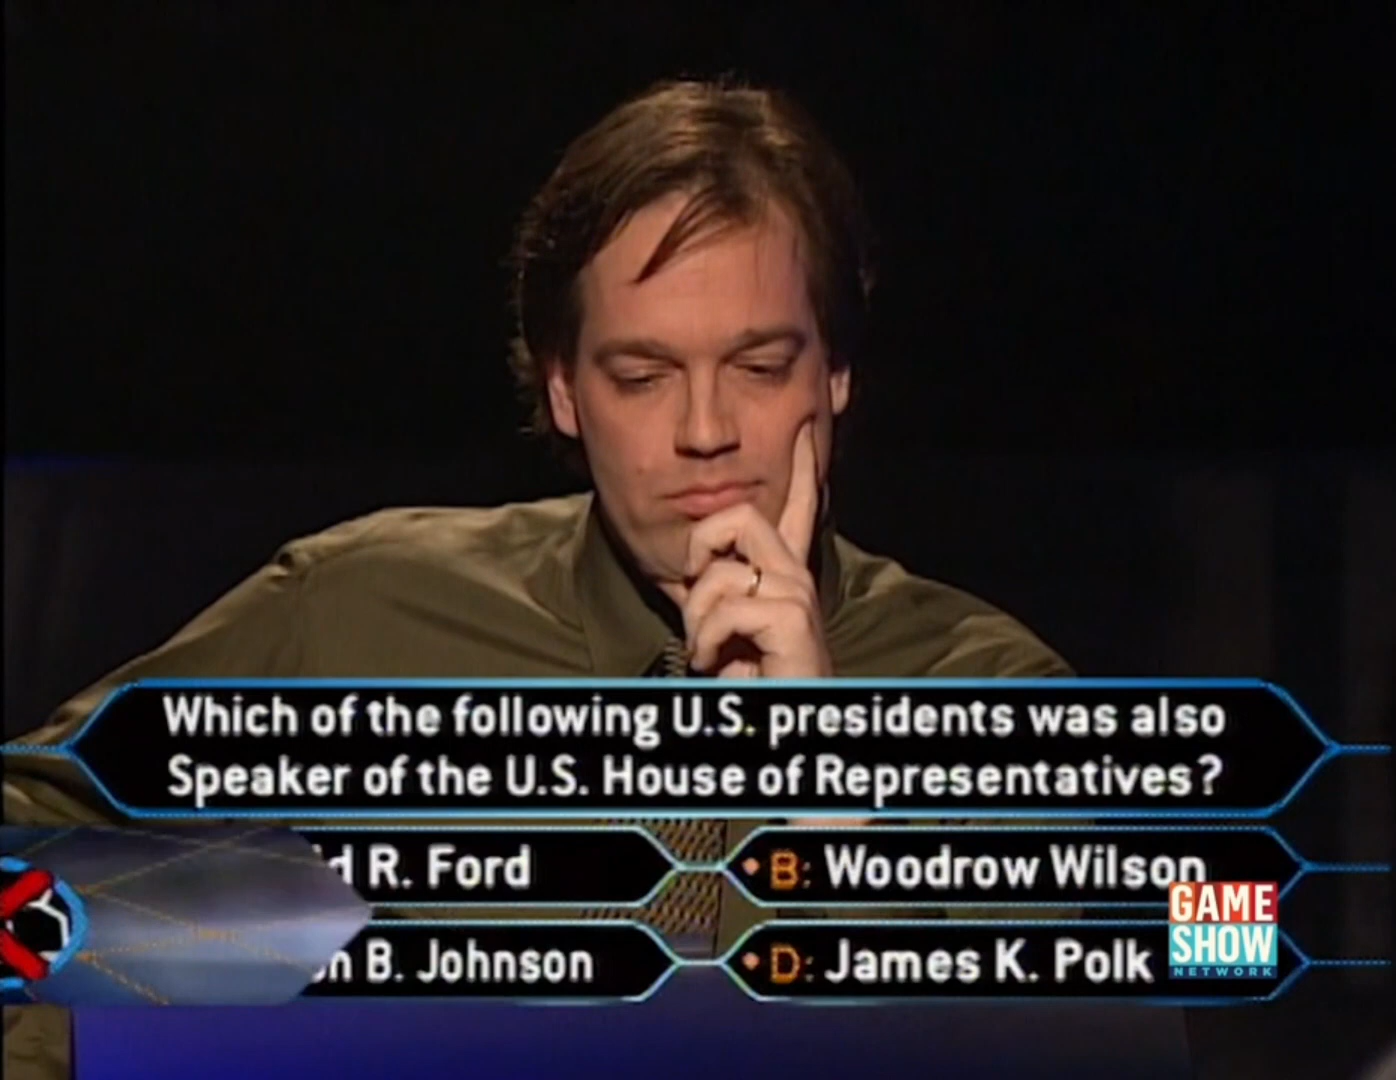 Which of the following U.S. presidents was also
Speaker of the U.S. House of Representatives?
R. Ford
B: Woodrow Wilson
B. Johnson
D: James K. Polk
GAME
SHOW
NETWORK